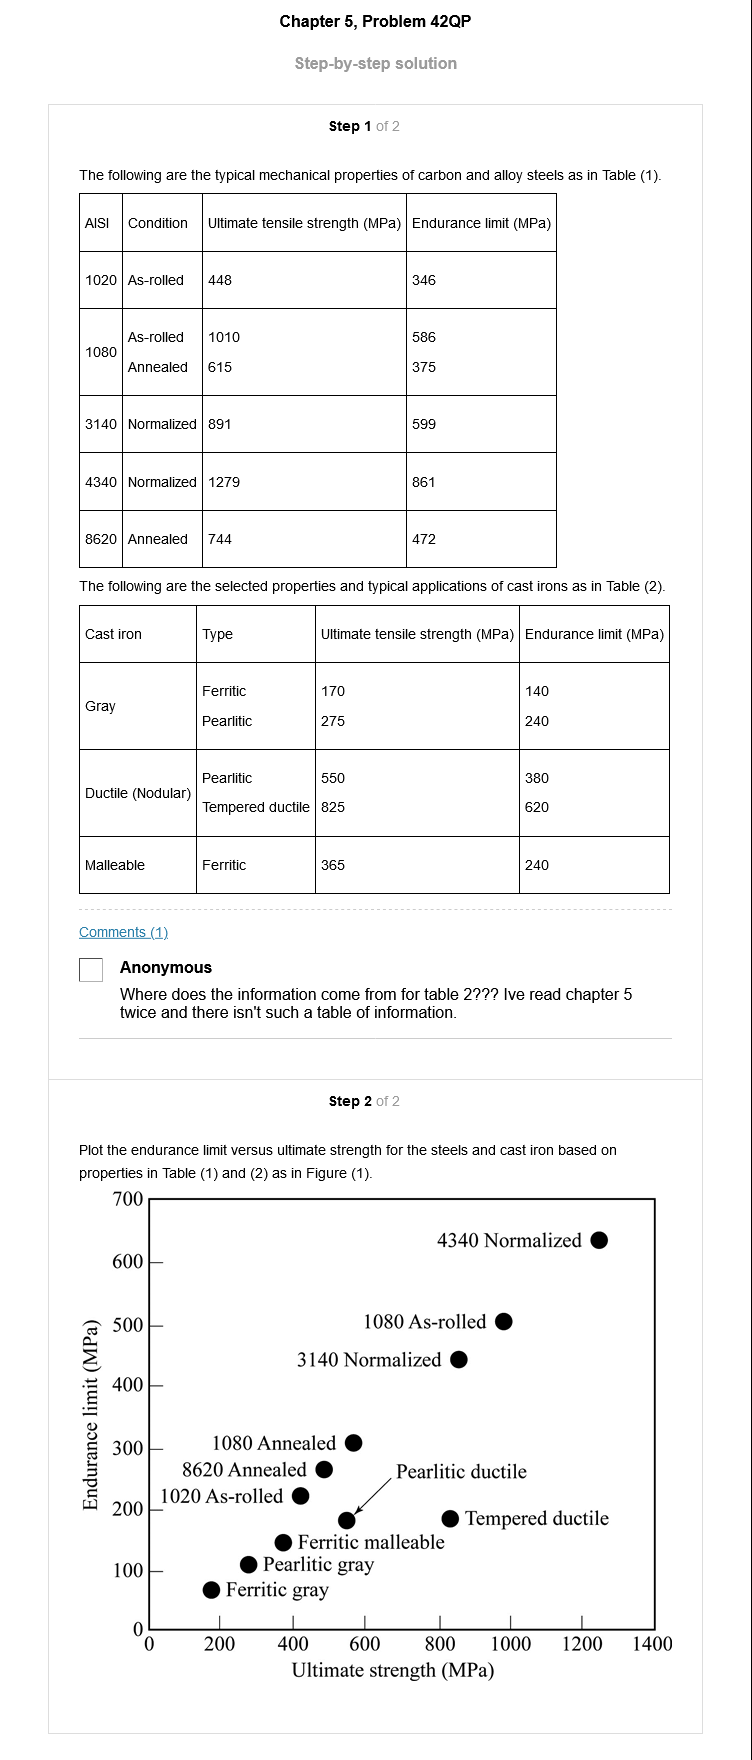 Chapter 5, Problem 42QP
Step-by-step solution
Step 1 of 2
The following are the typical mechanical properties of carbon and alloy steels as in Table (1).
AISI Condition Ultimate tensile strength (MPa) Endurance limit (MPa)
1020 As-rolled 448 346
1080 As-rolled 1010 586
Annealed 615 375
3140 Normalized 891 599
4340 Normalized 1279 861
8620 Annealed 744 472
The following are the selected properties and typical applications of cast irons as in Table (2).
Cast iron Type Ultimate tensile strength (MPa) Endurance limit (MPa)
Gray Ferritic 170 140
Pearlitic 275 240
Ductile (Nodular) Pearlitic 550 380
Tempered ductile 825 620
Malleable Ferritic 365 240
Comments (1)
Anonymous
Where does the information come from for table 2??? Ive read chapter 5
twice and there isn't such a table of information.
Step 2 of 2
Plot the endurance limit versus ultimate strength for the steels and cast iron based on
properties in Table (1) and (2) as in Figure (1).
700
4340 Normalized
600
1080 As-rolled
500
3140 Normalized
400
Endurance limit (MPa)
1080 Annealed
300
8620 Annealed
Pearlitic ductile
1020 As-rolled
200
Tempered ductile
Ferritic malleable
100
Pearlitic gray
Ferritic gray
0
0 200 400 600 800 1000 1200 1400
Ultimate strength (MPa)